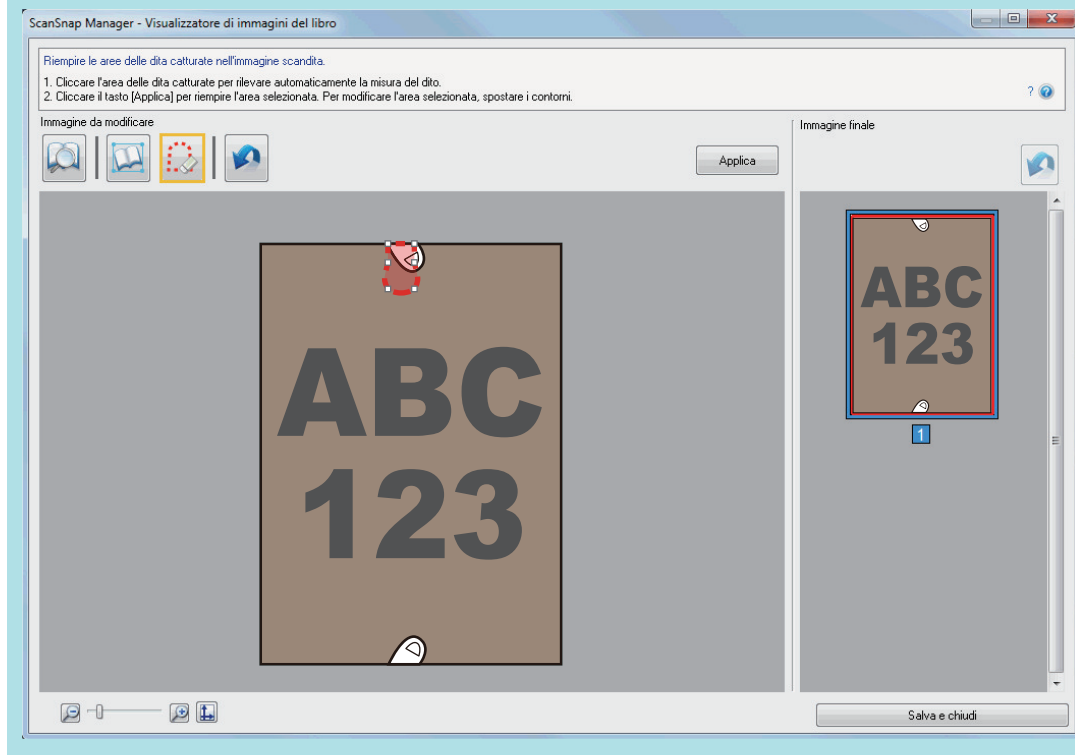 ScanSnap Manager - Visualizzatore di immagini del libro
Riempire le aree delle dita catturate nell'immagine scandita.
1. Cliccare l'area delle dita catturate per rilevare automaticamente la misura del dito.
2. Cliccare il tasto [Applica] per riempire l'area selezionata. Per modificare l'area selezionata, spostare i contorni.
?
Immagine da modificare
Applica
ABC
123
Immagine finale
ABC
123
1
Salva e chiudi